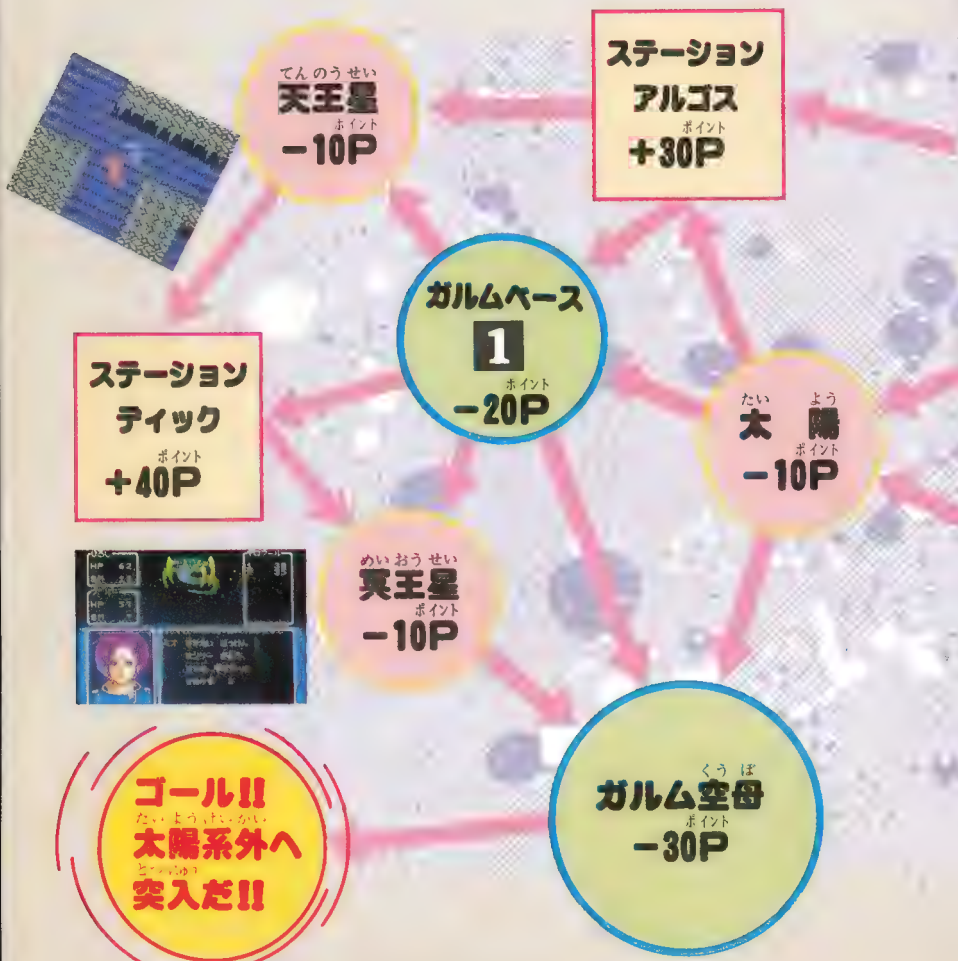 てんのうせい
天王星
ポイント
-10P
ステーション
アルゴス
ポイント
+30P
ガルムベース
1
ポイント
-20P
ステーション
ディック
ポイント
+40P
たい よう
太 陽
ポイント
-10P
めいおうせい
冥王星
ポイント
-10P
HP 62
HP
くうぼ
ガルム空母
ポイント
-30P
ゴール!!
たいようけいがい
太陽系外へ
とつにゅう
突入だ!!